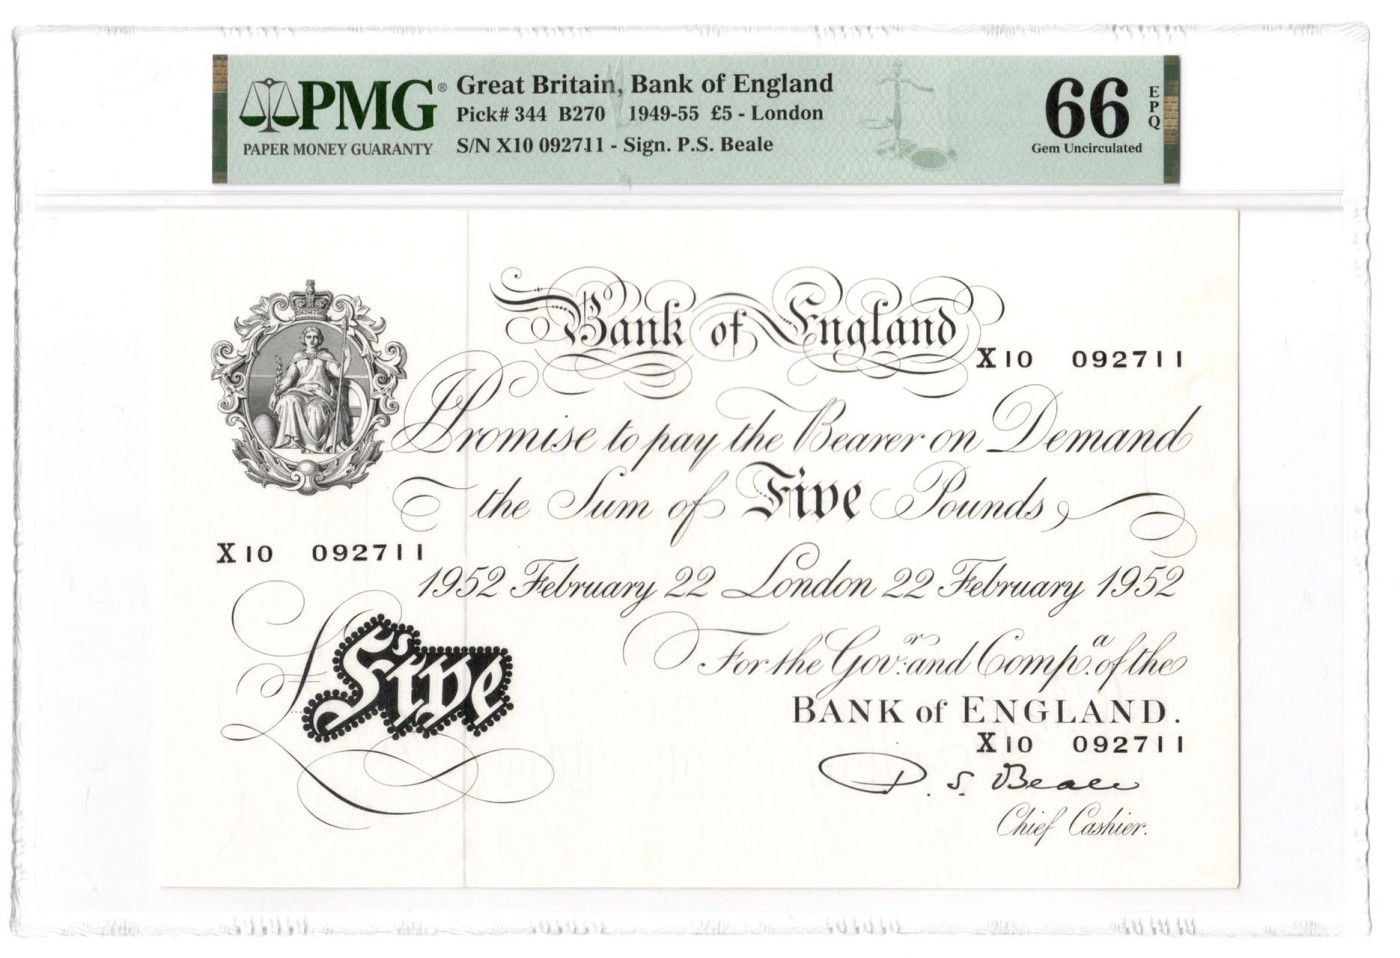 PMG®
PAPER MONEY GUARANTY
Great Britain, Bank of England
Pick# 344 B270 1949-55 £5 - London
S/N X10 092711 - Sign. P.S. Beale
66
EPQ
Gem Uncirculated
Bank of England
X10 092711
I Promise to pay the Bearer on Demand
the Sum of Five Pounds
X10 092711
1952 February 22 London 22 February 1952
For the Govr. and Compa. of the
BANK of ENGLAND.
X10 092711
£Five
P. S. Beale
Chief Cashier.